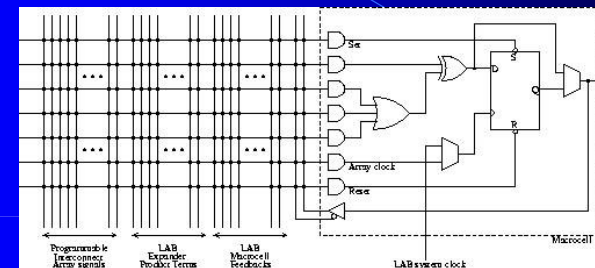 Set
S
D
Q
R
Array clock
Reset
Programmable
Interconnect
Array signals
LAB
Expander
Product Terms
LAB
Macrocell
Feedbacks
LAB system clock
Macrocell